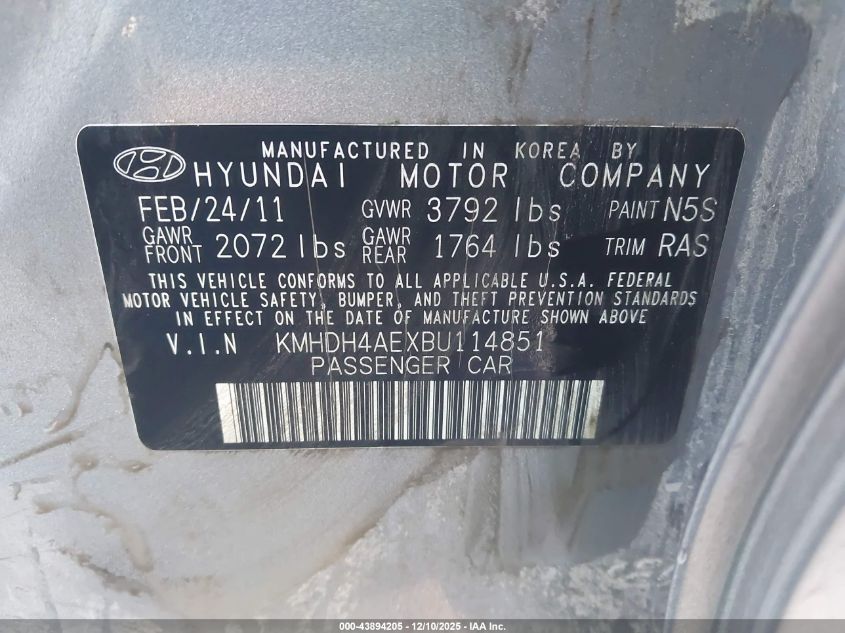 MANUFACTURED IN KOREA BY
HYUNDAI MOTOR COMPANY
FEB/24/11 GVWR 3792 lbs PAINT N5S
GAWR FRONT 2072 lbs GAWR REAR 1764 lbs TRIM RAS
THIS VEHICLE CONFORMS TO ALL APPLICABLE U.S.A. FEDERAL
MOTOR VEHICLE SAFETY, BUMPER, AND THEFT PREVENTION STANDARDS
IN EFFECT ON THE DATE OF MANUFACTURE SHOWN ABOVE
V.I.N KMHDH4AEXBU114851
PASSENGER CAR
000-43894205 - 12/10/2025 - IAA Inc.